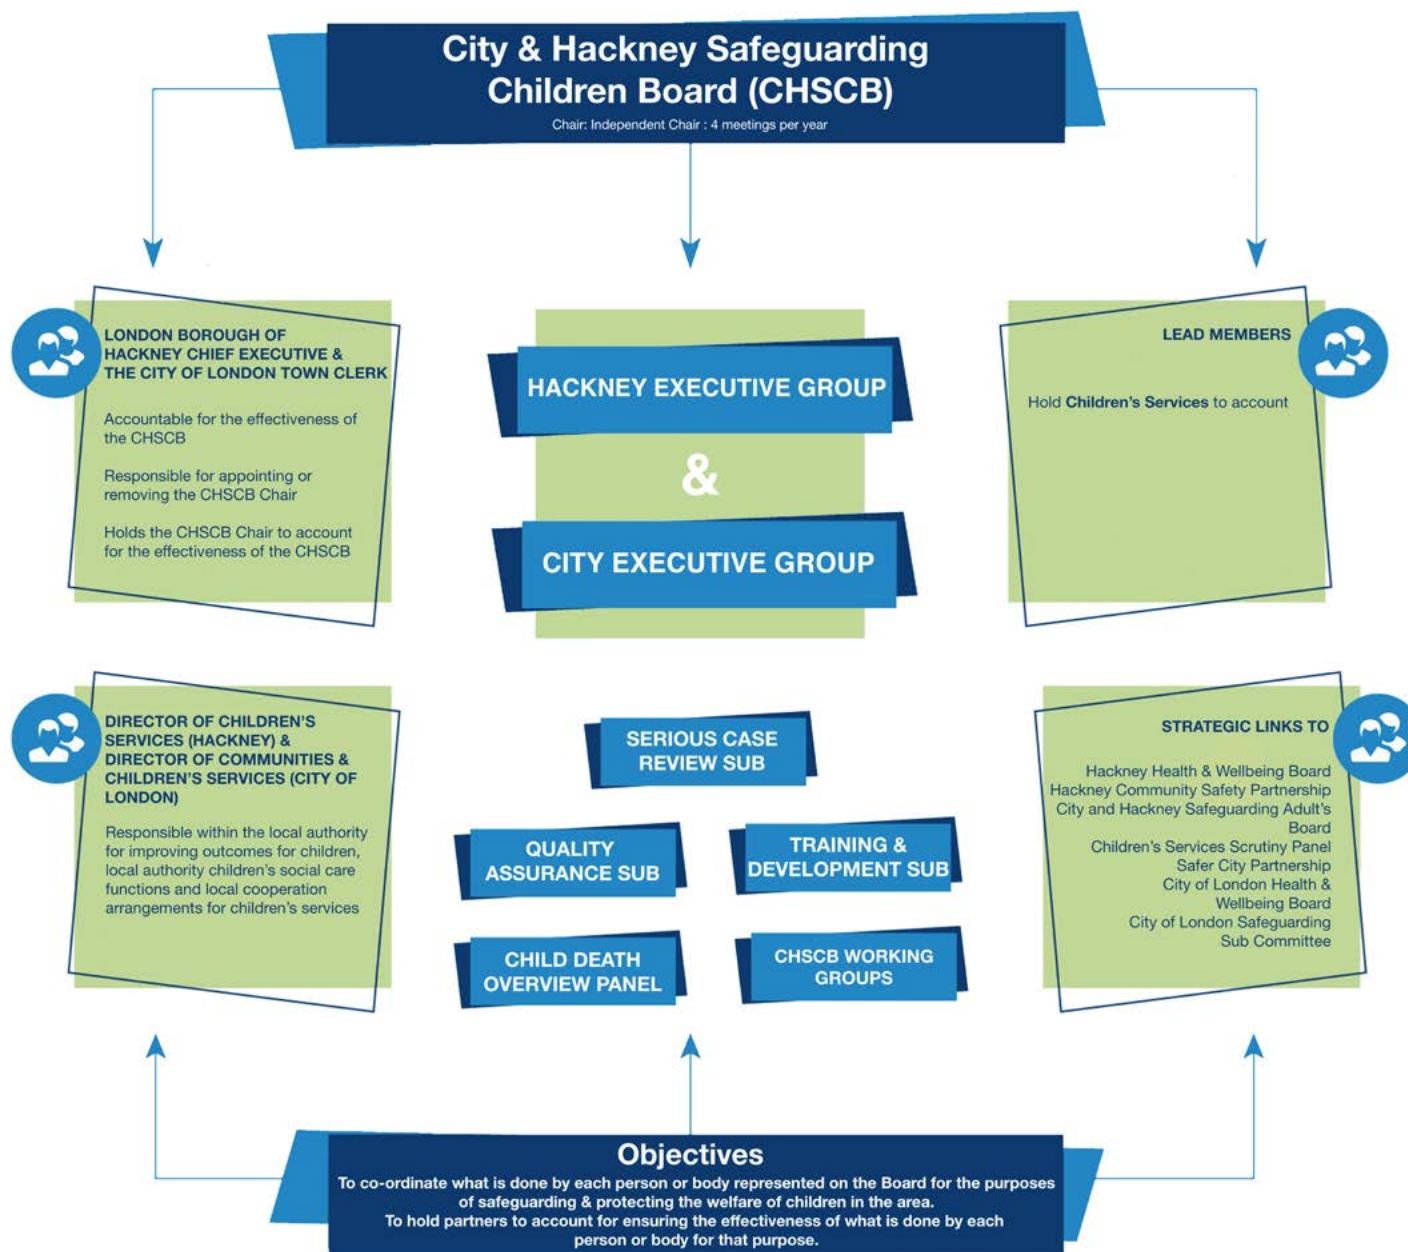 City & Hackney Safeguarding
Children Board (CHSCB)
Chair: Independent Chair : 4 meetings per year
LONDON BOROUGH OF
HACKNEY CHIEF EXECUTIVE &
THE CITY OF LONDON TOWN CLERK
Accountable for the effectiveness of
the CHSCB
Responsible for appointing or
removing the CHSCB Chair
Holds the CHSCB Chair to account
for the effectiveness of the CHSCB
HACKNEY EXECUTIVE GROUP
&
CITY EXECUTIVE GROUP
LEAD MEMBERS
Hold Children's Services to account
DIRECTOR OF CHILDREN'S
SERVICES (HACKNEY) &
DIRECTOR OF COMMUNITIES &
CHILDREN'S SERVICES (CITY OF
LONDON)
Responsible within the local authority
for improving outcomes for children,
local authority children's social care
functions and local cooperation
arrangements for children's services
SERIOUS CASE
REVIEW SUB
QUALITY
ASSURANCE SUB
TRAINING &
DEVELOPMENT SUB
CHILD DEATH
OVERVIEW PANEL
CHSCB WORKING
GROUPS
STRATEGIC LINKS TO
Hackney Health & Wellbeing Board
Hackney Community Safety Partnership
City and Hackney Safeguarding Adult's
Board
Children's Services Scrutiny Panel
Safer City Partnership
City of London Health &
Wellbeing Board
City of London Safeguarding
Sub Committee
Objectives
To co-ordinate what is done by each person or body represented on the Board for the purposes
of safeguarding & protecting the welfare of children in the area.
To hold partners to account for ensuring the effectiveness of what is done by each
person or body for that purpose.